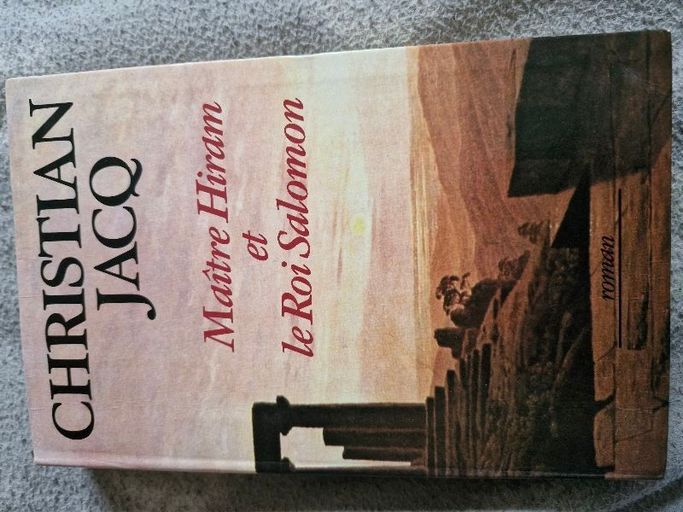 CHRISTIAN
JACQ
Maître Hiram
et
le Roi Salomon
roman